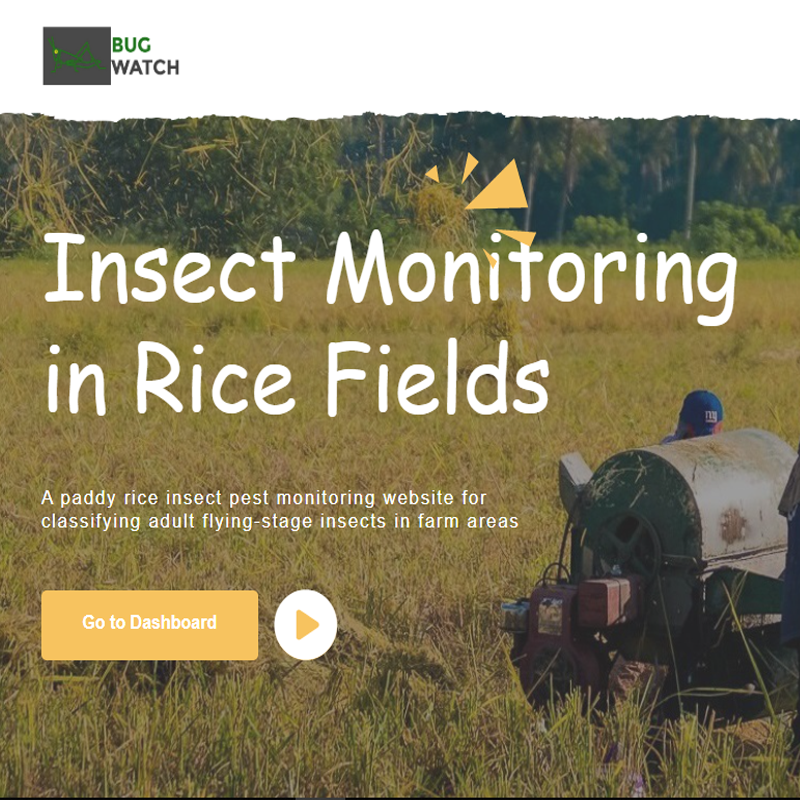 BUG
WATCH
Insect Monitoring
in Rice Fields
A paddy rice insect pest monitoring website for
classifying adult flying-stage insects in farm areas
Go to Dashboard
ny